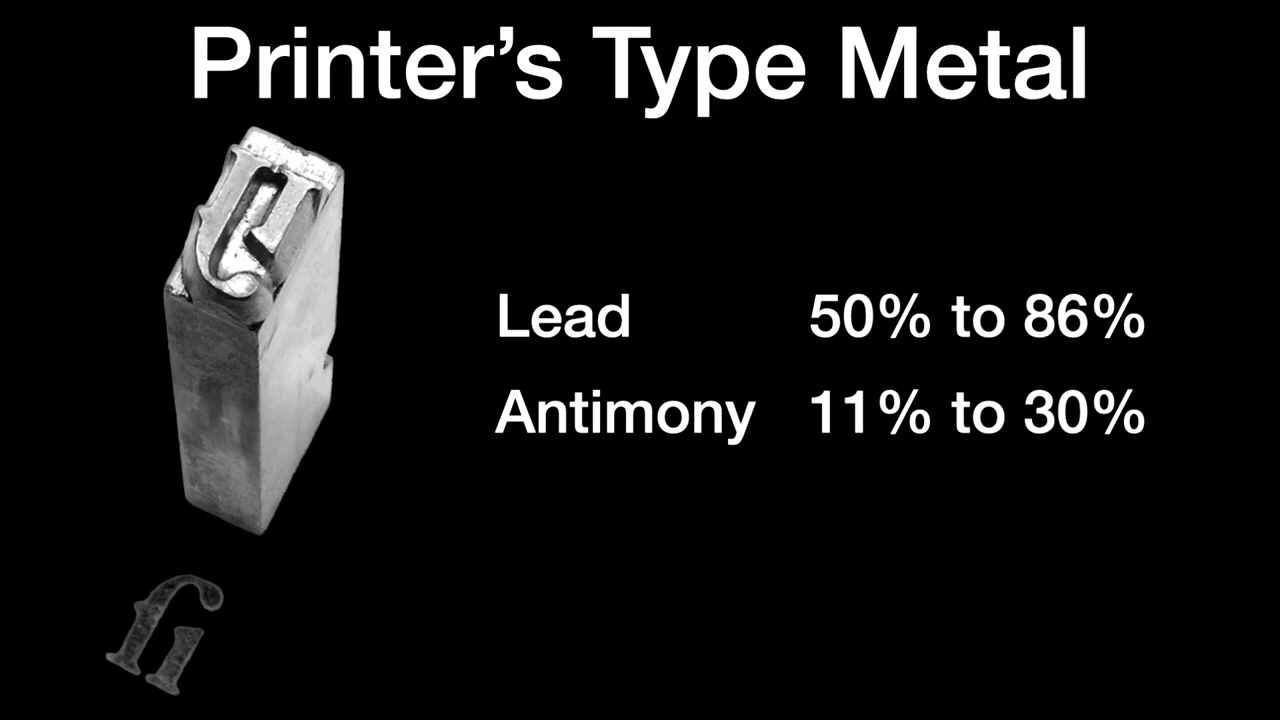 Printer’s Type Metal
Lead 50% to 86%
Antimony 11% to 30%
fi